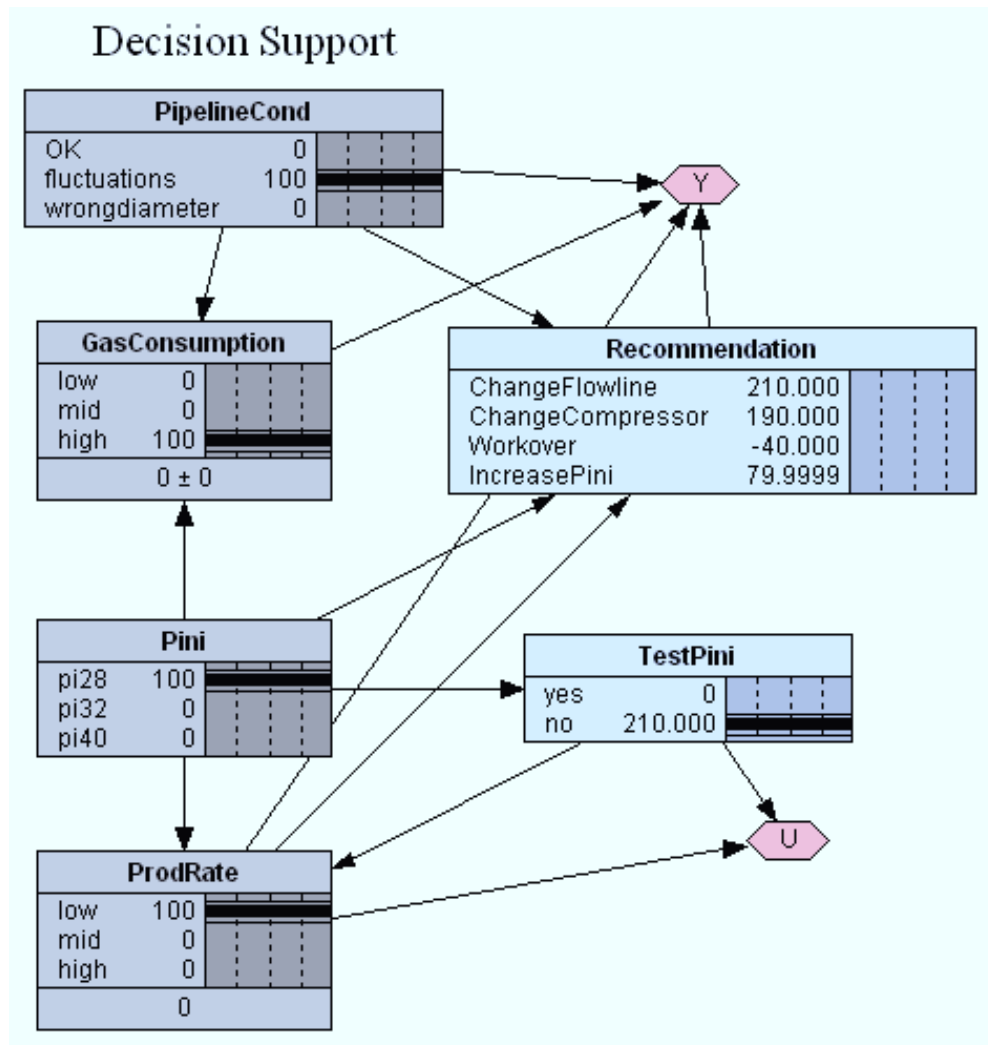 Decision Support
PipelineCond
OK 0
fluctuations 100
wrongdiameter 0
Y
GasConsumption
low 0
mid 0
high 100
0 ± 0
Recommendation
ChangeFlowline 210.000
ChangeCompressor 190.000
Workover -40.000
IncreasePini 79.9999
Pini
pi28 100
pi32 0
pi40 0
TestPini
yes 0
no 210.000
U
ProdRate
low 100
mid 0
high 0
0